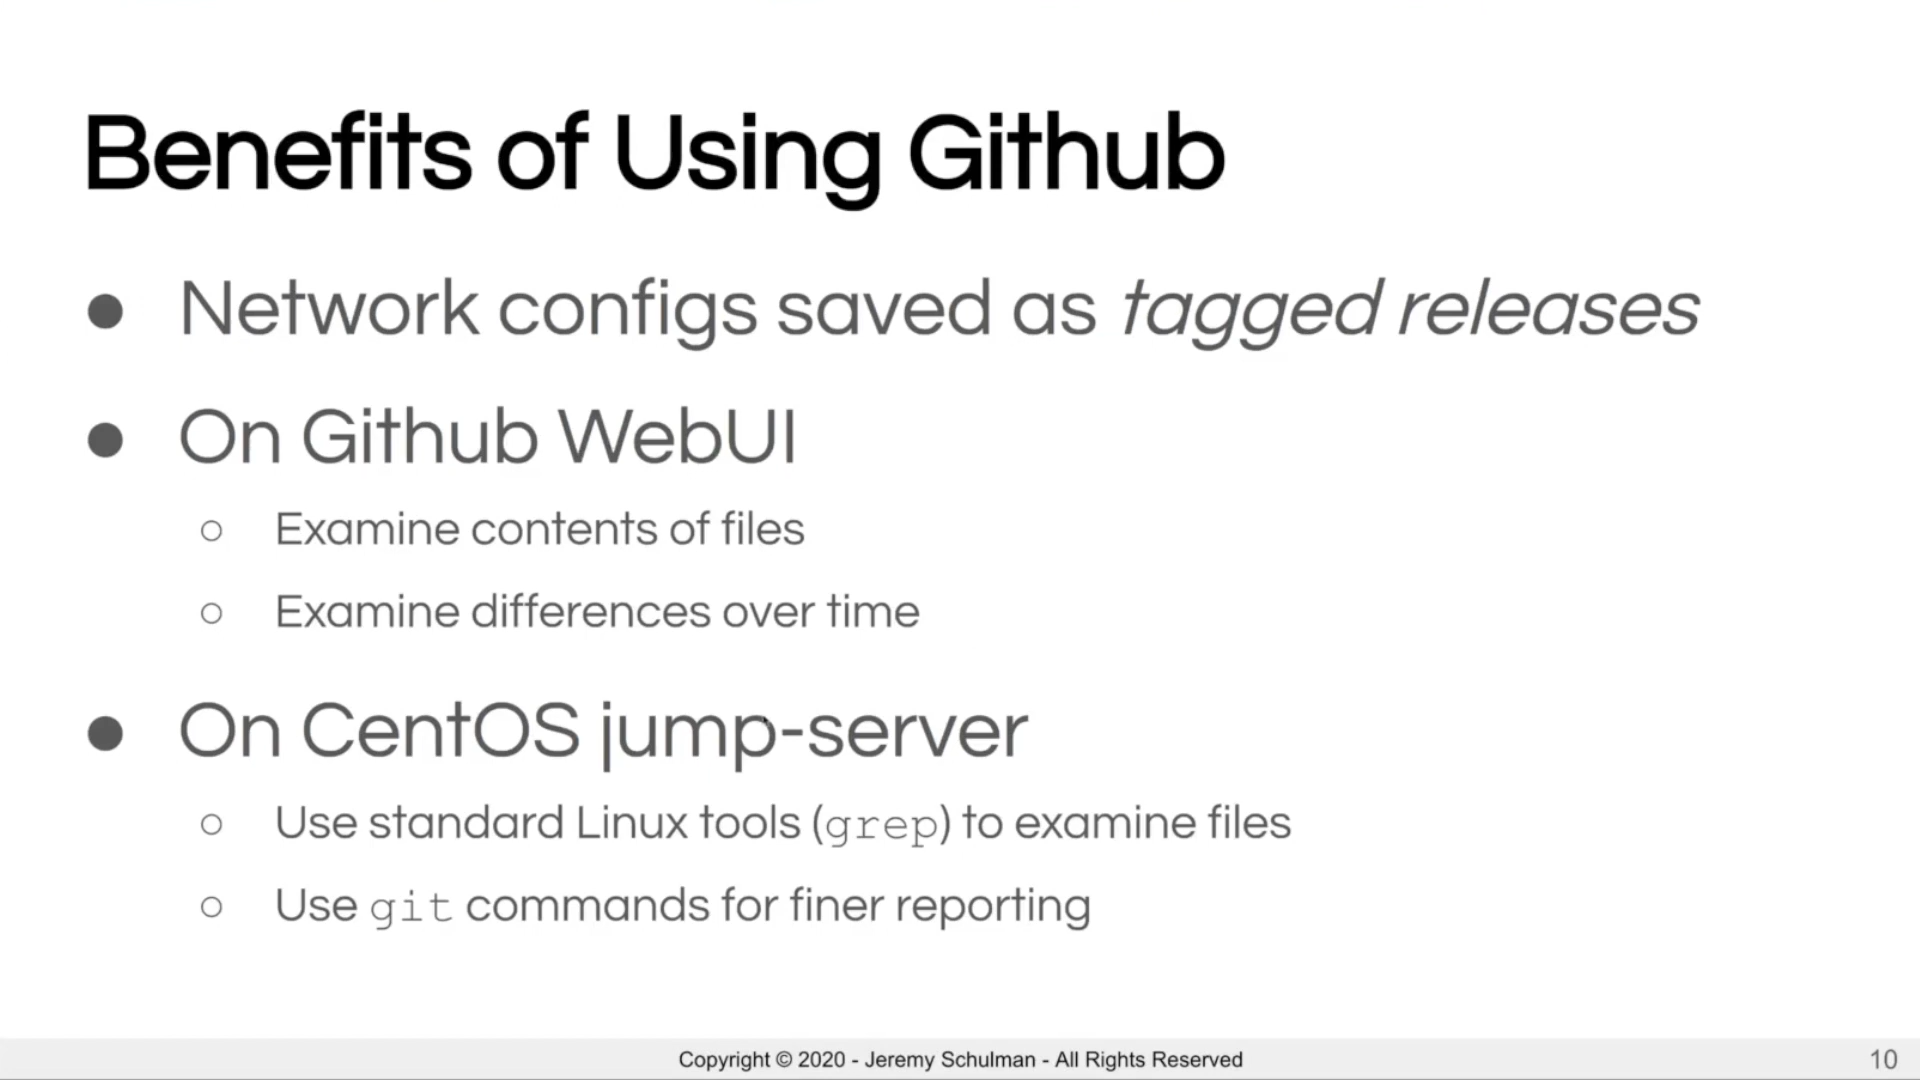 Benefits of Using Github
● Network configs saved as tagged releases
● On Github WebUI
○ Examine contents of files
○ Examine differences over time
● On CentOS jump-server
○ Use standard Linux tools (grep) to examine files
○ Use git commands for finer reporting
Copyright © 2020 - Jeremy Schulman - All Rights Reserved
10